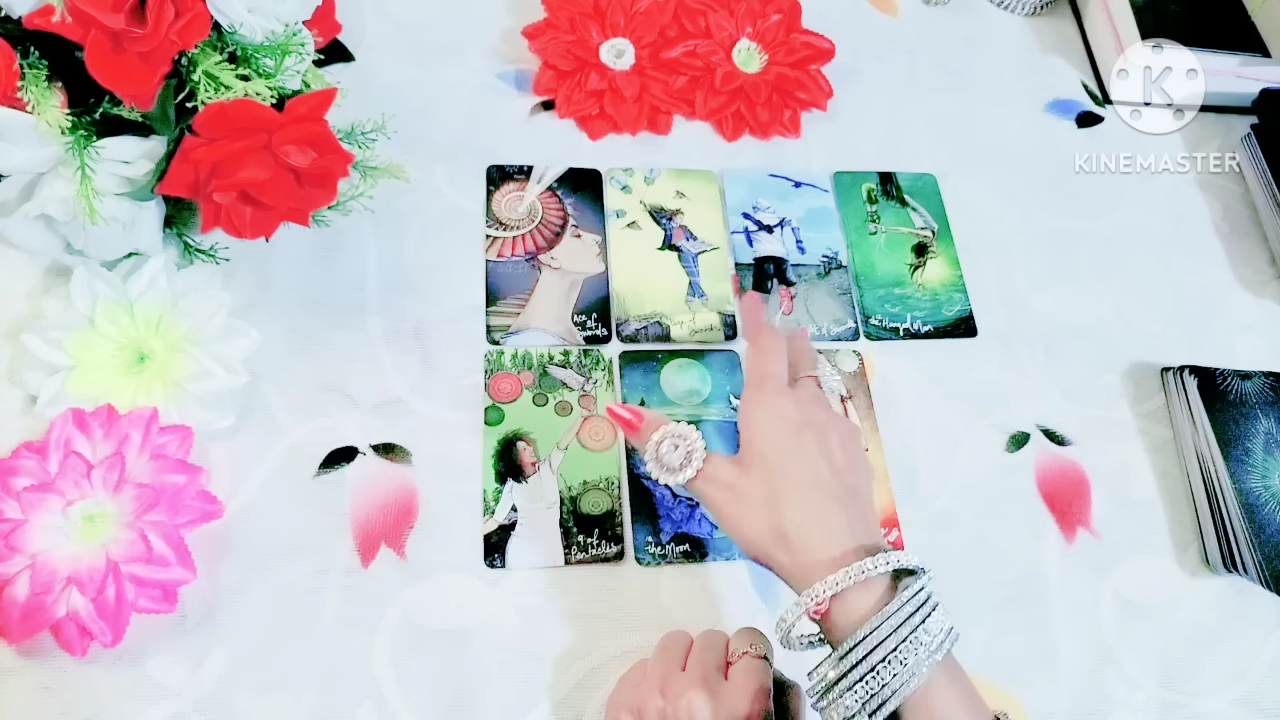 K
KINEMASTER
Ace
of
Swords
the Hanged Man
9 of
Pentacles
the Moon